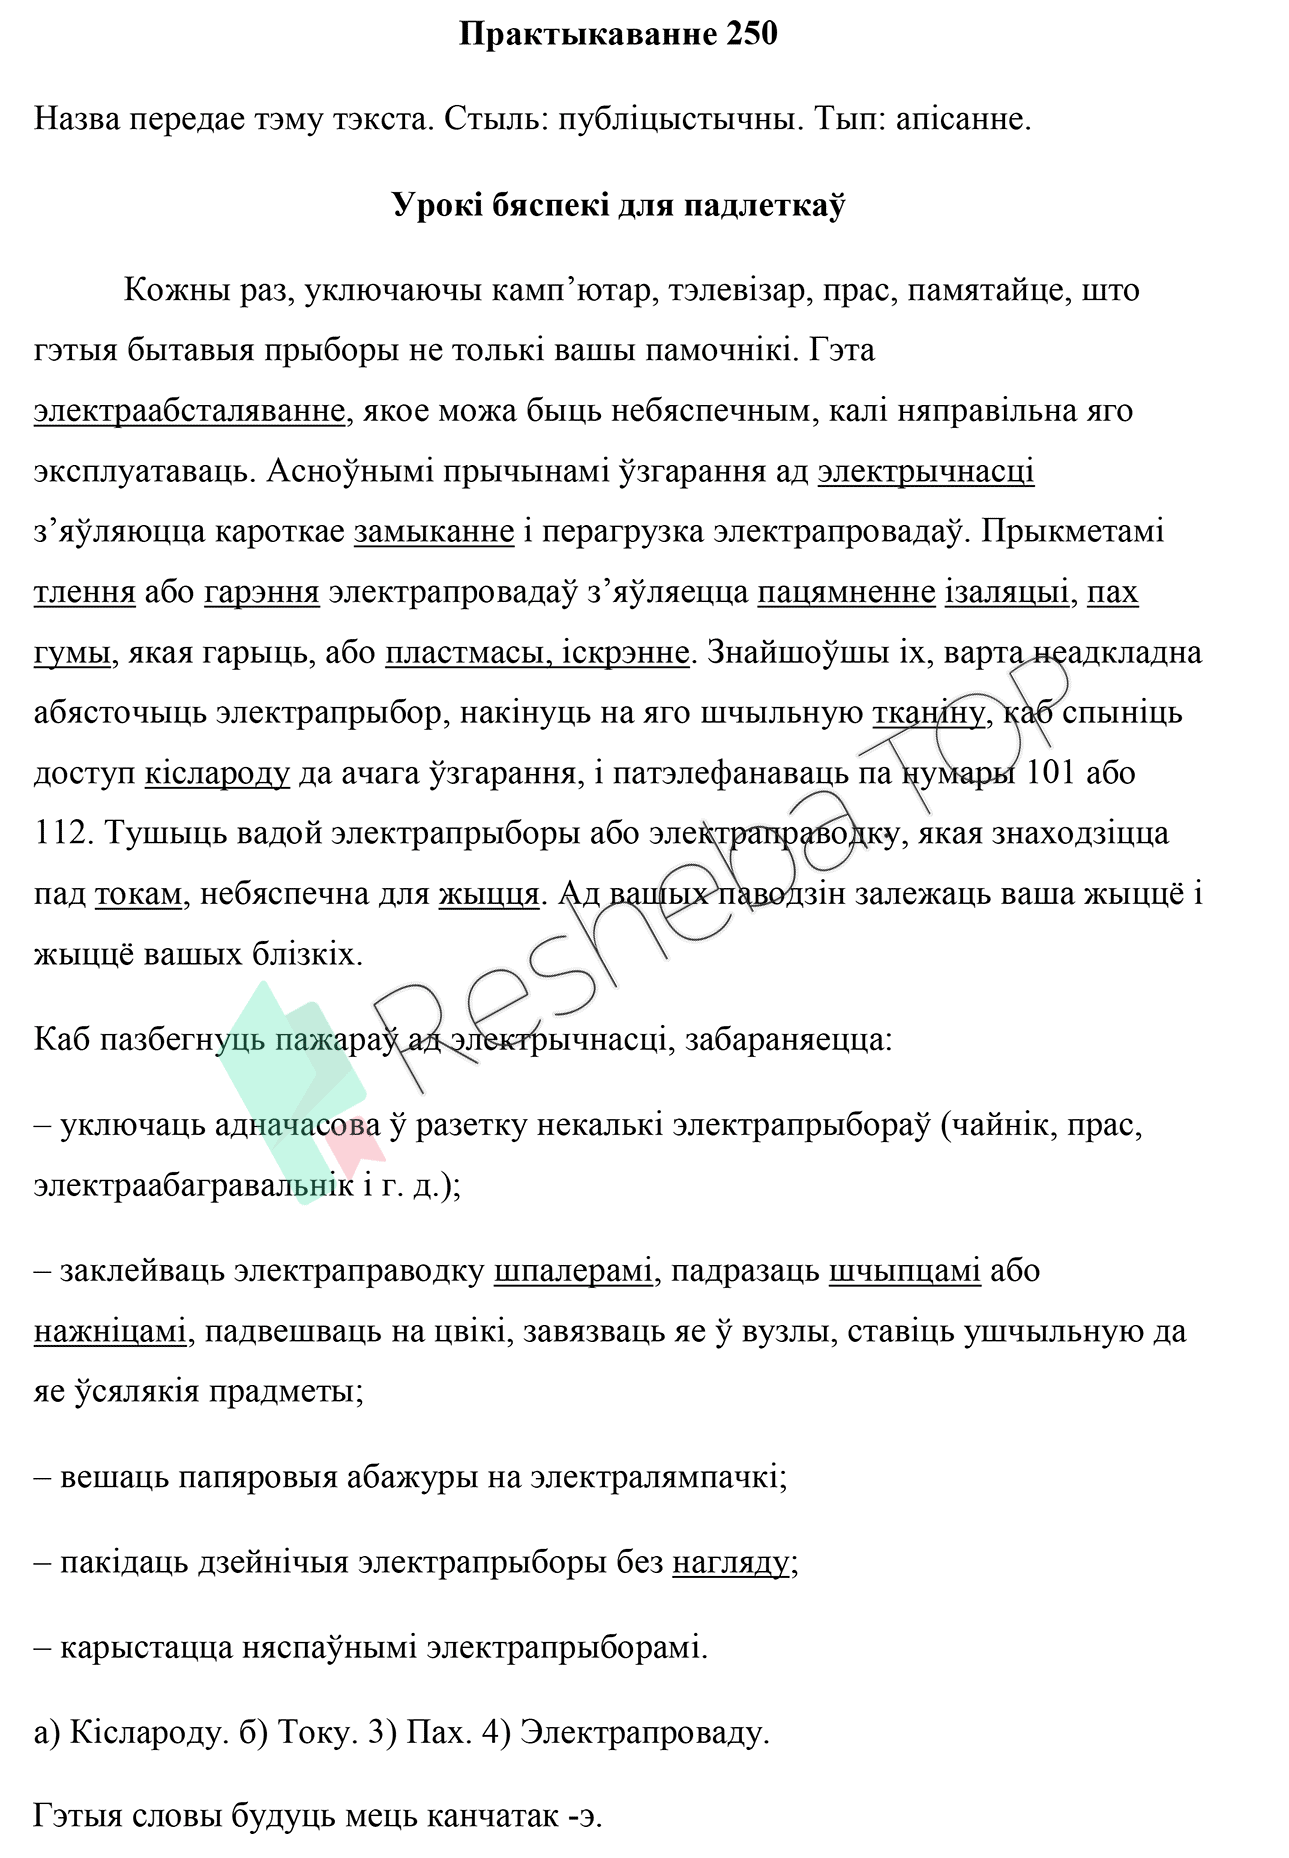 Практыкаванне 250
Назва передае тэму тэкста. Стыль: публіцыстычны. Тып: апісанне.
Урокі бяспекі для падлеткаў
Кожны раз, уключаючы камп’ютар, тэлевізар, прас, памятайце, што
гэтыя бытавыя прыборы не толькі вашы памочнікі. Гэта
электраабсталяванне, якое можа быць небяспечным, калі няправільна яго
эксплуатаваць. Асноўнымі прычынамі ўзгарання ад электрычнасці
з’яўляюцца кароткае замыканне і перагрузка электраправадаў. Прыкметамі
тлення або гарэння электраправадаў з’яўляецца пацямненне ізаляцыі, пах
гумы, якая гарыць, або пластмасы, іскрэнне. Знайшоўшы іх, варта неадкладна
абясточыць электрапрыбор, накінуць на яго шчыльную тканіну, каб спыніць
доступ кіслароду да ачага ўзгарання, і патэлефанаваць па нумары 101 або
112. Тушыць вадой электрапрыборы або электраправодку, якая знаходзіцца
пад токам, небяспечна для жыцця. Ад вашых паводзін залежаць ваша жыццё і
жыццё вашых блізкіх.
Каб пазбегнуць пажараў ад электрычнасці, забараняецца:
– уключаць адначасова ў разетку некалькі электрапрыбораў (чайнік, прас,
электраабагравальнік і г. д.);
– заклейваць электраправодку шпалерамі, падразаць шчыпцамі або
нажніцамі, падвешваць на цвікі, завязваць яе ў вузлы, ставіць ушчыльную да
яе ўсялякія прадметы;
– вешаць папяровыя абажуры на электралямпачкі;
– пакідаць дзейнічыя электрапрыборы без нагляду;
– карыстацца няспаўнымі электрапрыборамі.
а) Кіслароду. б) Току. 3) Пах. 4) Электраправаду.
Гэтыя словы будуць мець канчатак -э.
Resheba.TOP